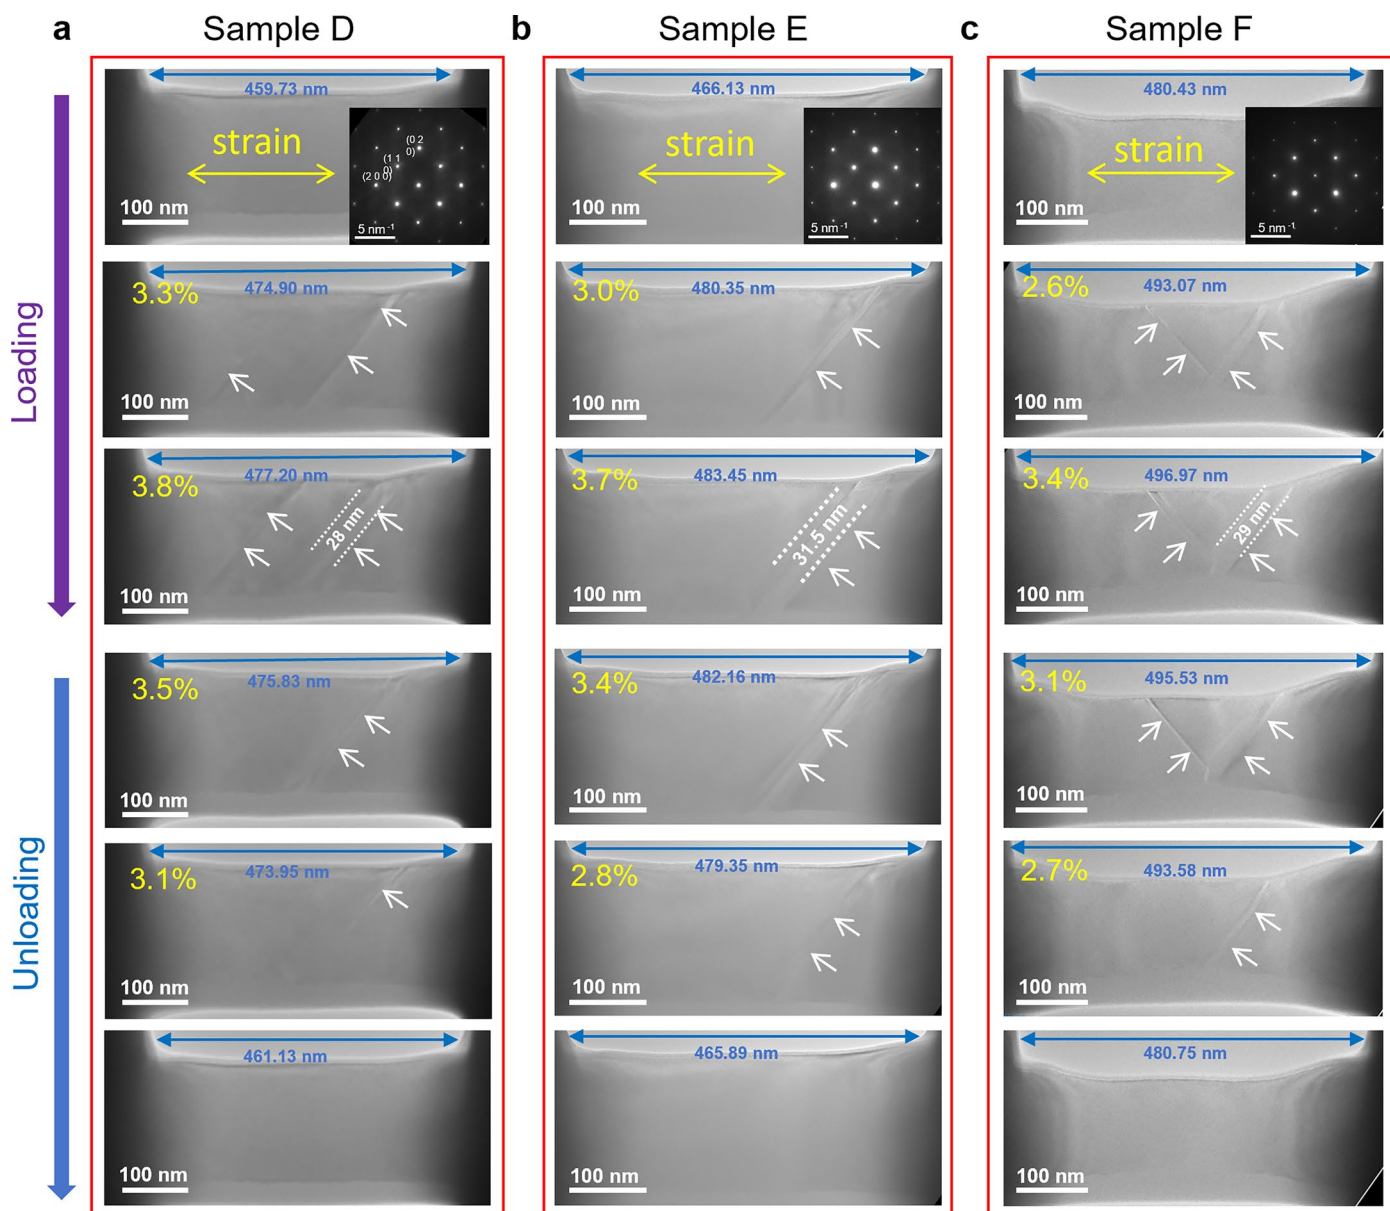 a
Sample D
b
Sample E
c
Sample F
Loading
Unloading
459.73 nm
strain
(0 2
0)
(1 1
0)
(2 0 0)
5 nm-1
100 nm
3.3%
474.90 nm
100 nm
3.8%
477.20 nm
28 nm
100 nm
3.5%
475.83 nm
100 nm
3.1%
473.95 nm
100 nm
461.13 nm
100 nm
466.13 nm
strain
5 nm-1
100 nm
3.0%
480.35 nm
100 nm
3.7%
483.45 nm
31.5 nm
100 nm
3.4%
482.16 nm
100 nm
2.8%
479.35 nm
100 nm
465.89 nm
100 nm
480.43 nm
strain
5 nm-1
100 nm
2.6%
493.07 nm
100 nm
3.4%
496.97 nm
29 nm
100 nm
3.1%
495.53 nm
100 nm
2.7%
493.58 nm
100 nm
480.75 nm
100 nm